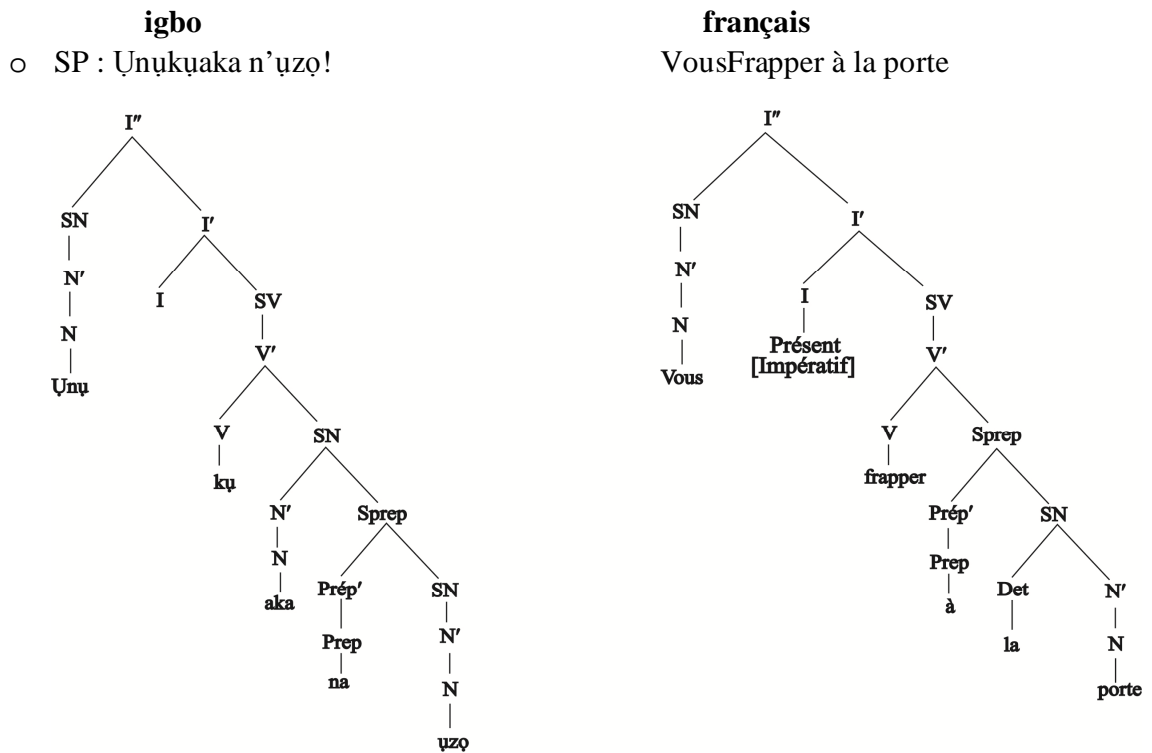 igbo français
o SP : Ụnụkụaka n’ụzọ! VousFrapper à la porte
I″ I″
SN I′ SN I′
N′ I SV N′ I SV
N V′ N Présent V′
Ụnụ Vous [Impératif]
V SN V Sprep
kụ frapper
N′ Sprep Prép′ SN
N Prep
aka Prép′ SN à Det N′
Prep N′ la N
na N porte
ụzọ